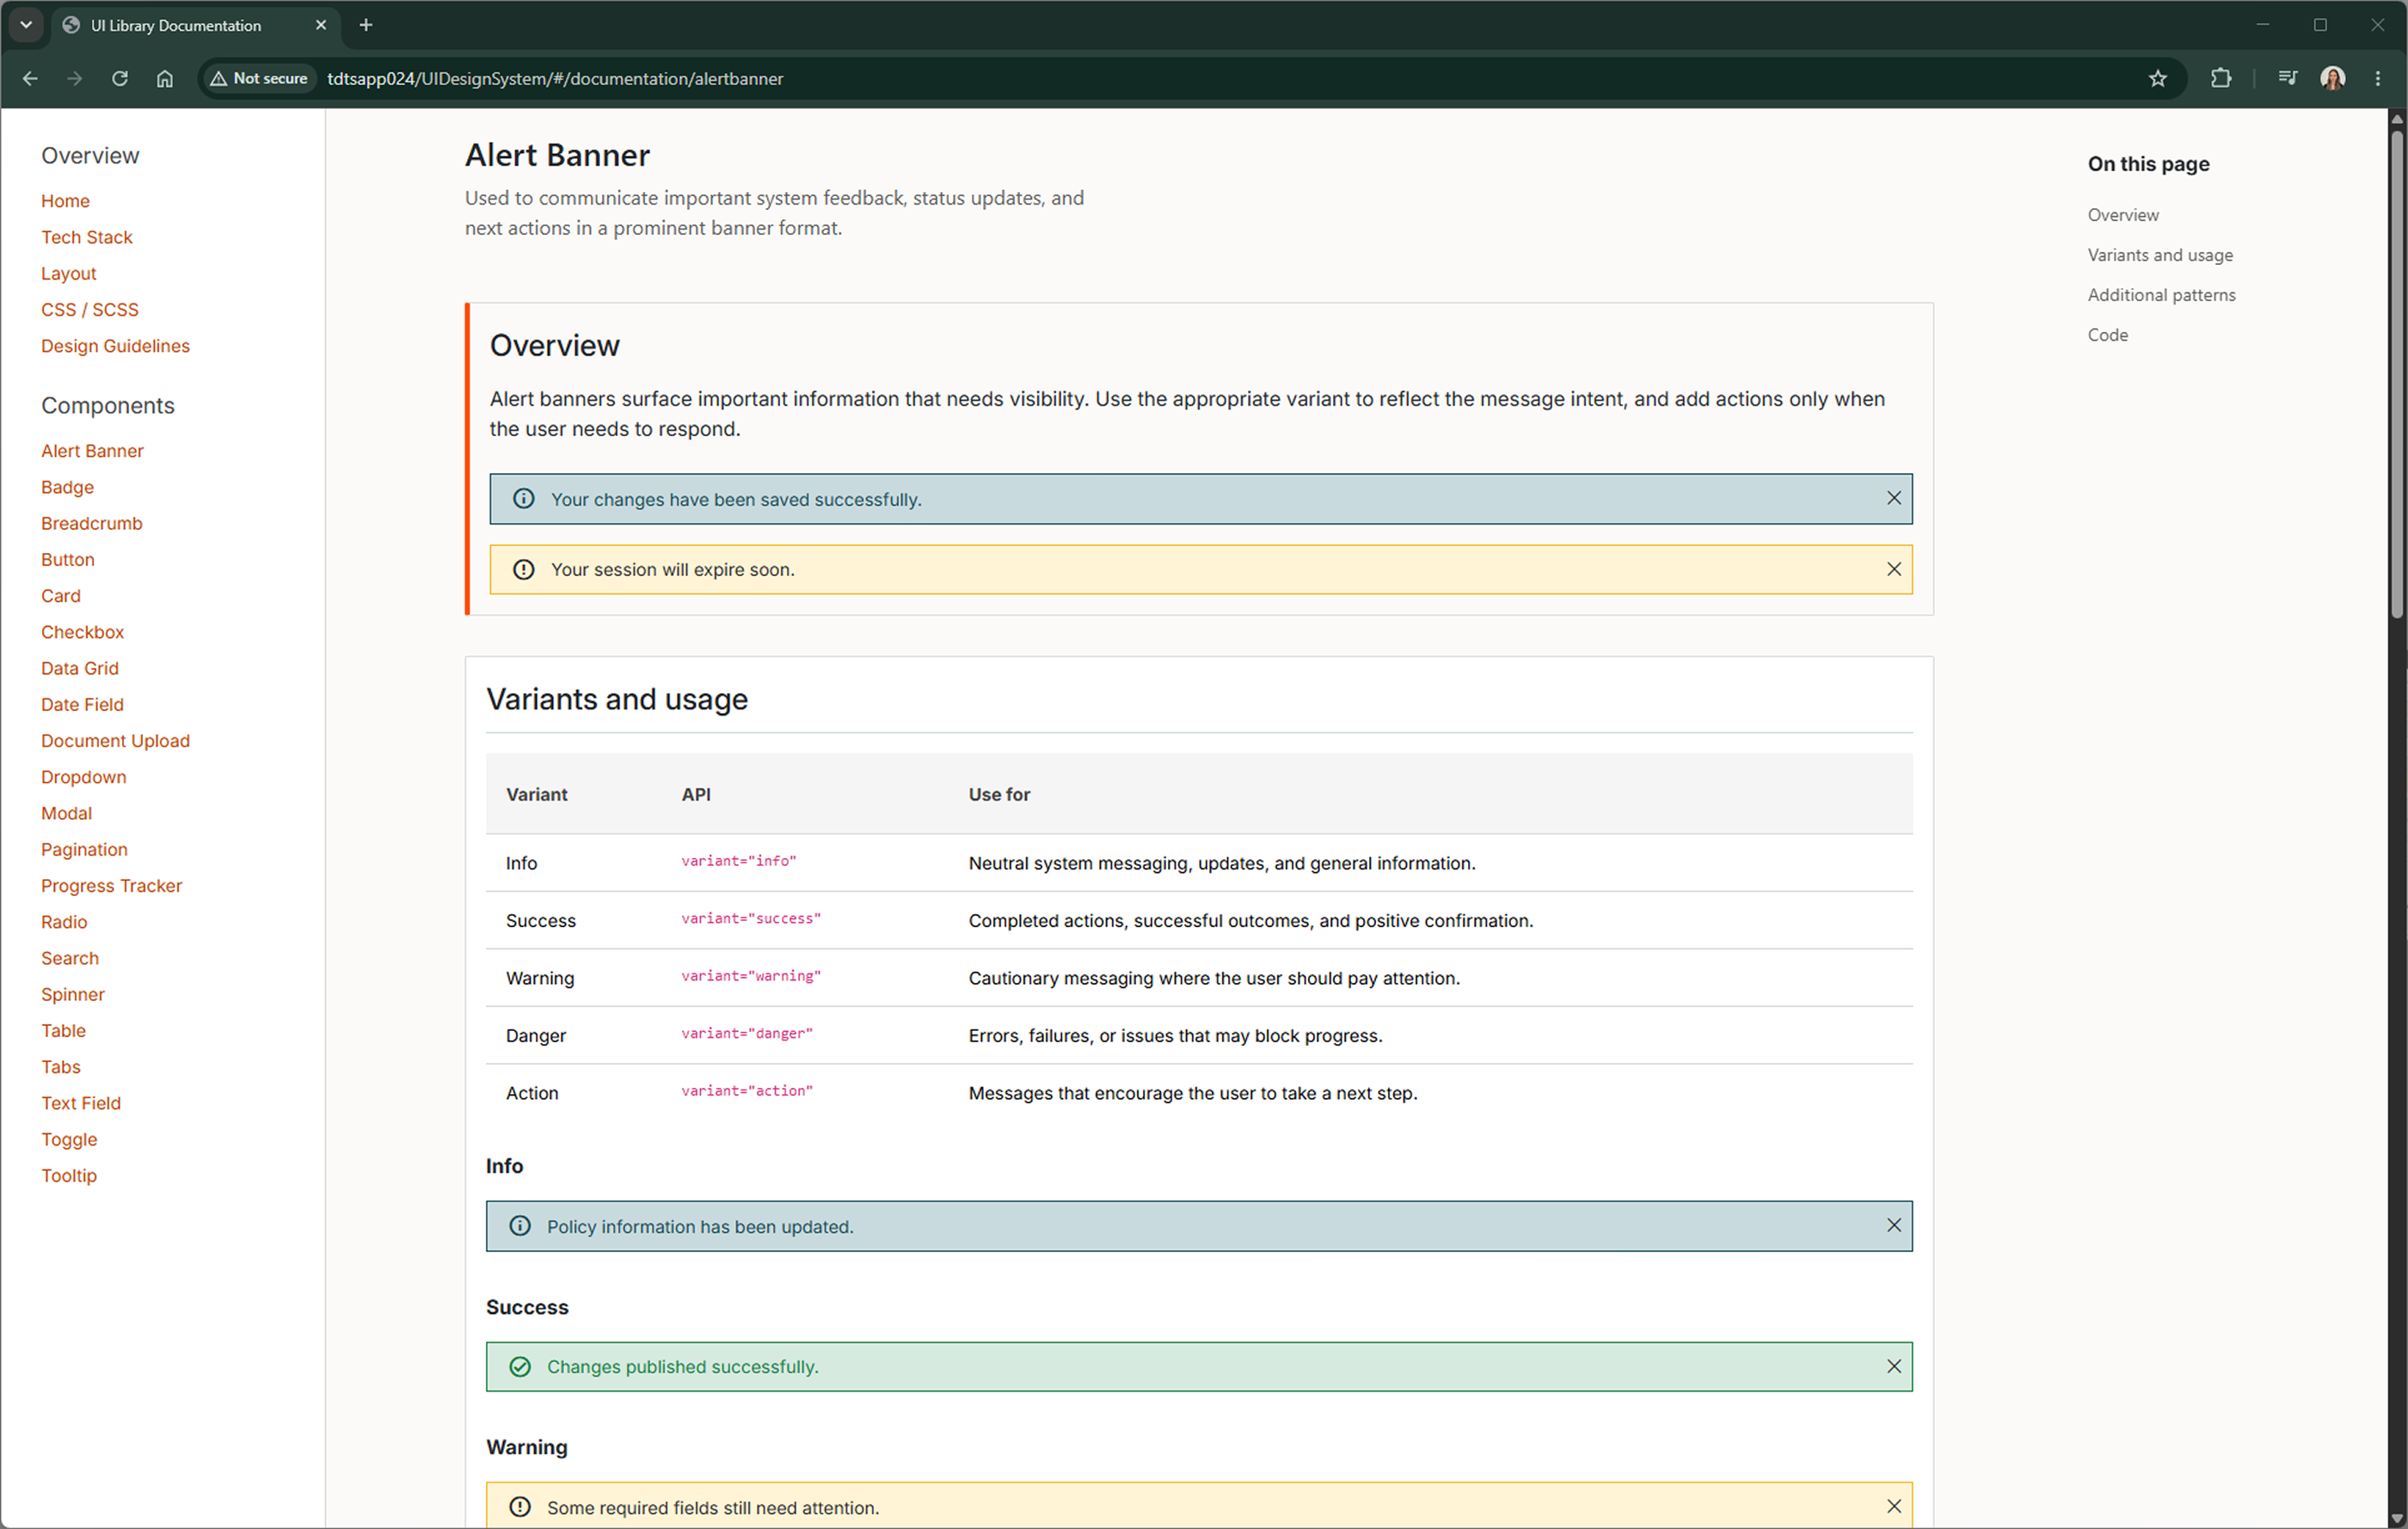 UI Library Documentation
Not secure
tdtsapp024/UIDesignSystem/#/documentation/alertbanner
Overview
Home
Tech Stack
Layout
CSS / SCSS
Design Guidelines
Components
Alert Banner
Badge
Breadcrumb
Button
Card
Checkbox
Data Grid
Date Field
Document Upload
Dropdown
Modal
Pagination
Progress Tracker
Radio
Search
Spinner
Table
Tabs
Text Field
Toggle
Tooltip
Alert Banner
Used to communicate important system feedback, status updates, and
next actions in a prominent banner format.
Overview
Alert banners surface important information that needs visibility. Use the appropriate variant to reflect the message intent, and add actions only when
the user needs to respond.
Your changes have been saved successfully.
Your session will expire soon.
Variants and usage
Variant API Use for
Info variant="info" Neutral system messaging, updates, and general information.
Success variant="success" Completed actions, successful outcomes, and positive confirmation.
Warning variant="warning" Cautionary messaging where the user should pay attention.
Danger variant="danger" Errors, failures, or issues that may block progress.
Action variant="action" Messages that encourage the user to take a next step.
Info
Policy information has been updated.
Success
Changes published successfully.
Warning
Some required fields still need attention.
On this page
Overview
Variants and usage
Additional patterns
Code